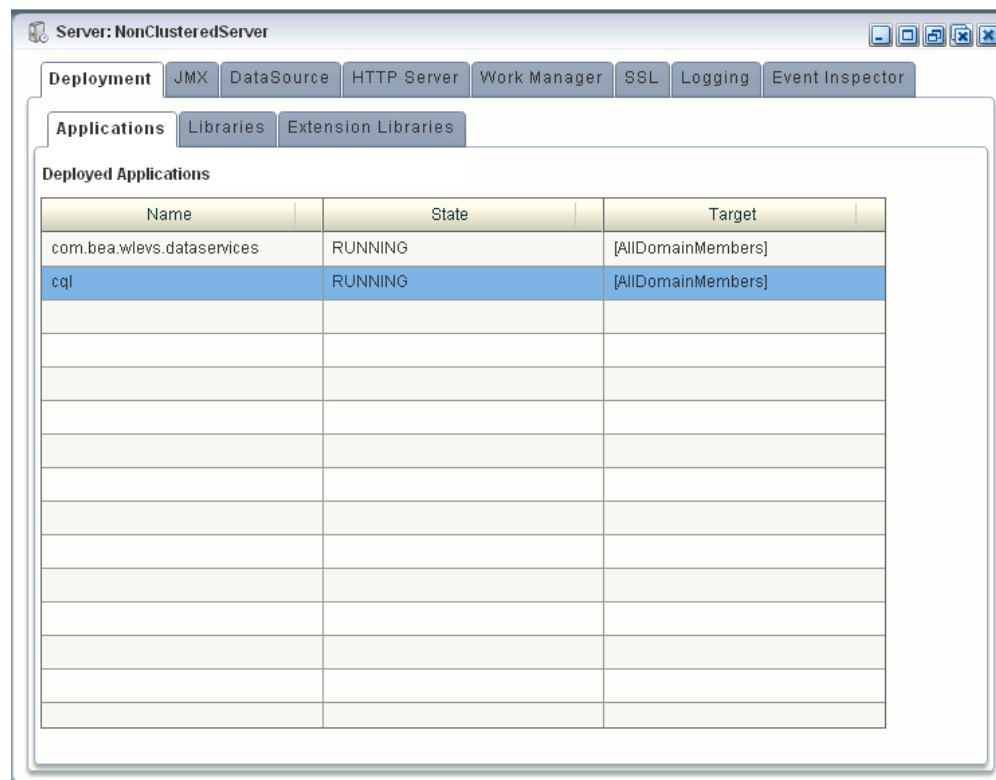 Server: NonClusteredServer
Deployment JMX DataSource HTTP Server Work Manager SSL Logging Event Inspector
Applications Libraries Extension Libraries
Deployed Applications
Name State Target
com.bea.wlevs.dataservices RUNNING [AllDomainMembers]
cql RUNNING [AllDomainMembers]